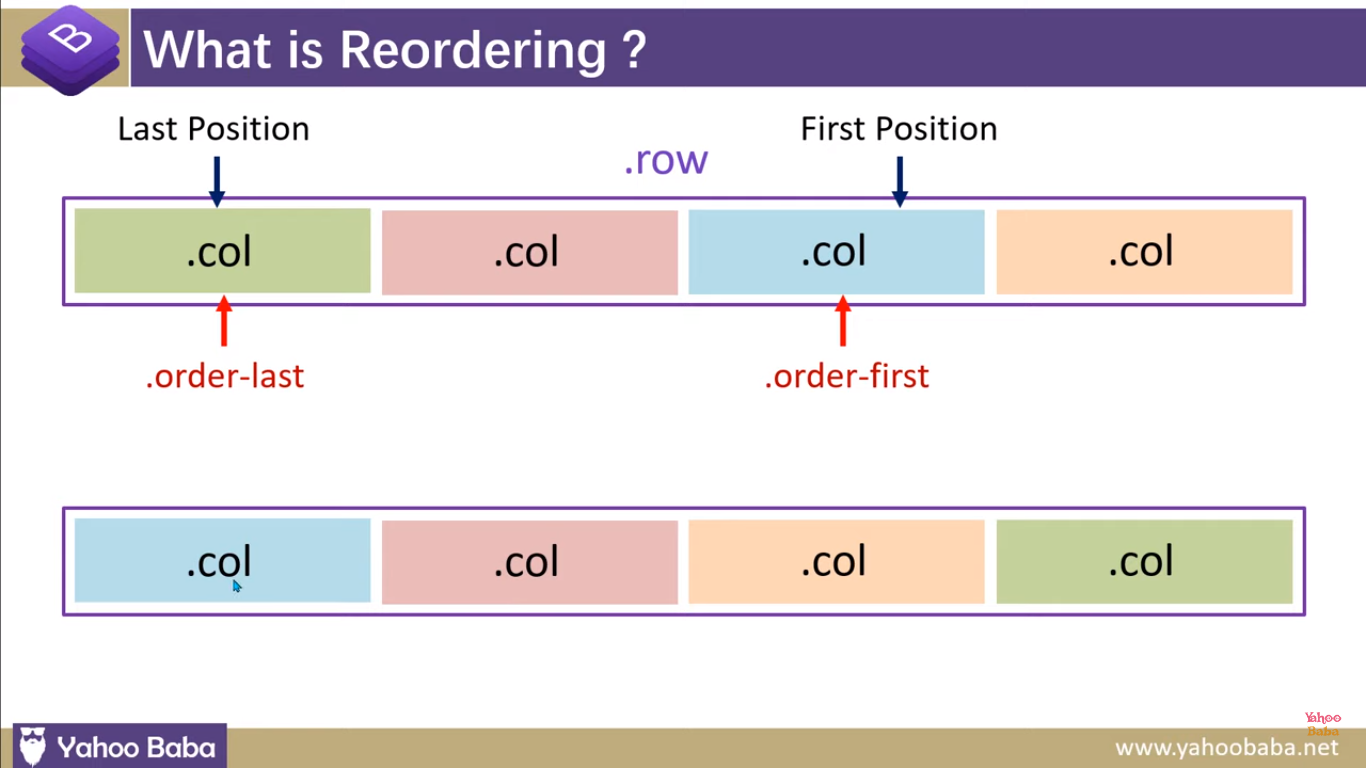 B
What is Reordering ?
Last Position
First Position
.row
.col .col .col .col
.order-last
.order-first
.col .col .col .col
Yahoo
Baba
Yahoo Baba
www.yahoobaba.net